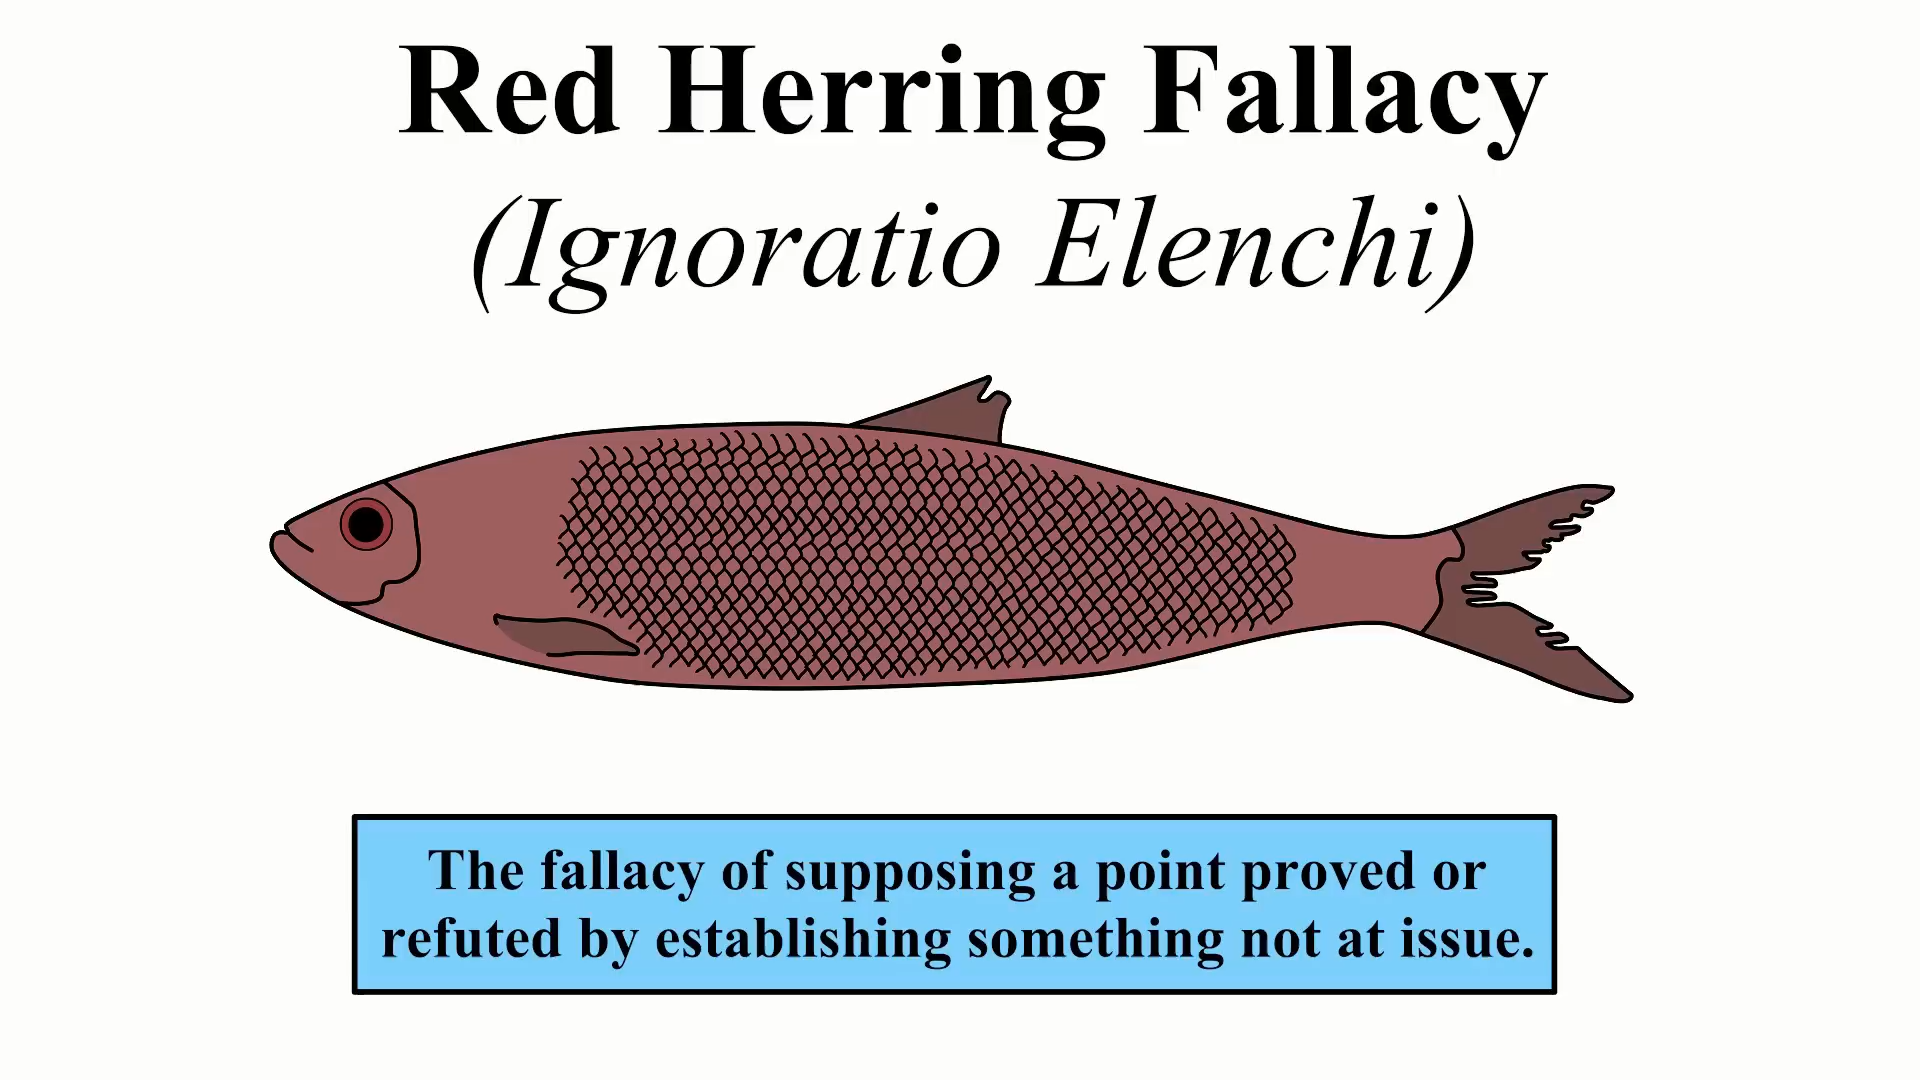 Red Herring Fallacy
(Ignoratio Elenchi)
The fallacy of supposing a point proved or
refuted by establishing something not at issue.